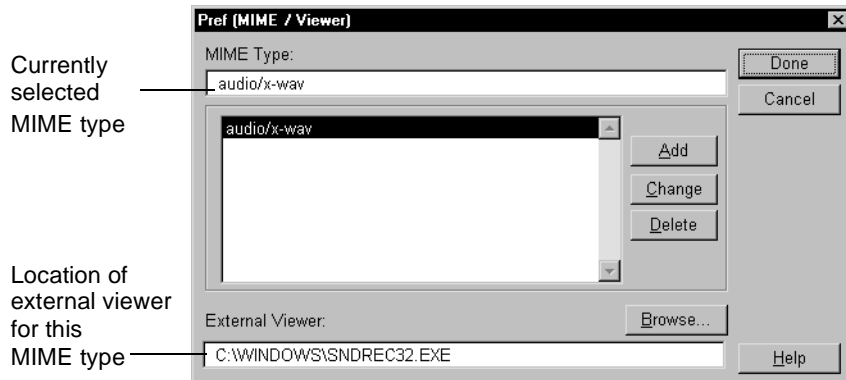 Pref (MIME / Viewer)
MIME Type:
Currently
selected
MIME type
audio/x-wav
Done
Cancel
audio/x-wav
Add
Change
Delete
Location of
external viewer
for this
MIME type
External Viewer:
Browse...
C:\WINDOWS\SNDREC32.EXE
Help